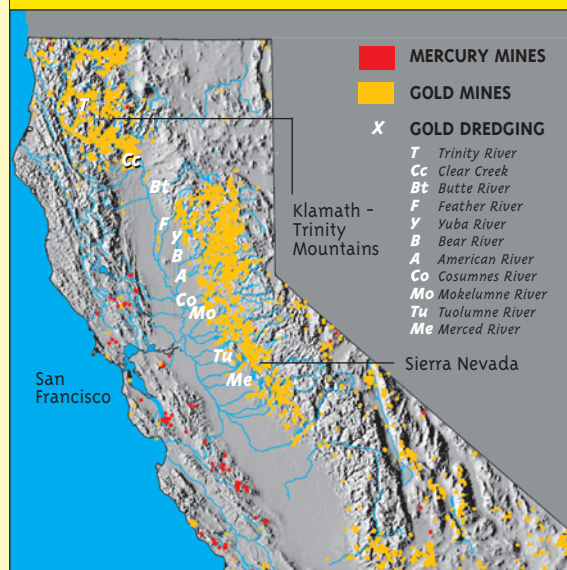 MERCURY MINES
GOLD MINES
X GOLD DREDGING
T Trinity River
Cc Clear Creek
Bt Butte River
F Feather River
Y Yuba River
B Bear River
A American River
Co Cosumnes River
Mo Mokelumne River
Tu Tuolumne River
Me Merced River
T
Cc
Bt
F
Y
B
A
Co
Mo
Tu
Me
Klamath -
Trinity
Mountains
Sierra Nevada
San
Francisco